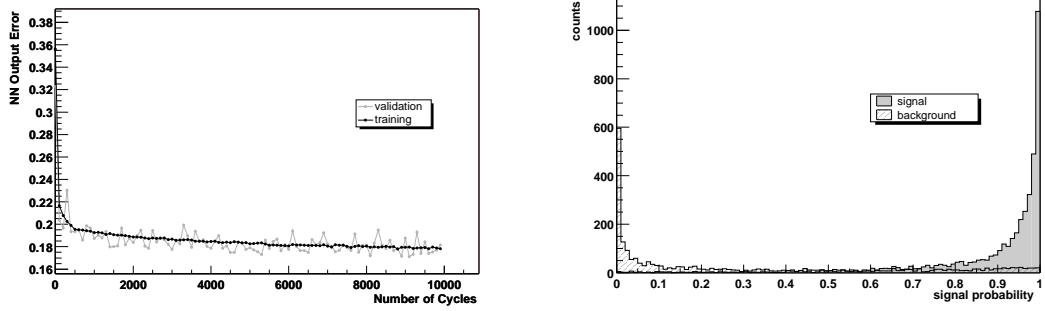 NN Output Error
0.38
0.36
0.34
0.32
0.3
0.28
0.26
0.24
0.22
0.2
0.18
0.16
0 2000 4000 6000 8000 10000
Number of Cycles
validation
training
counts
1000
800
600
400
200
0
0 0.1 0.2 0.3 0.4 0.5 0.6 0.7 0.8 0.9 1
signal probability
signal
background